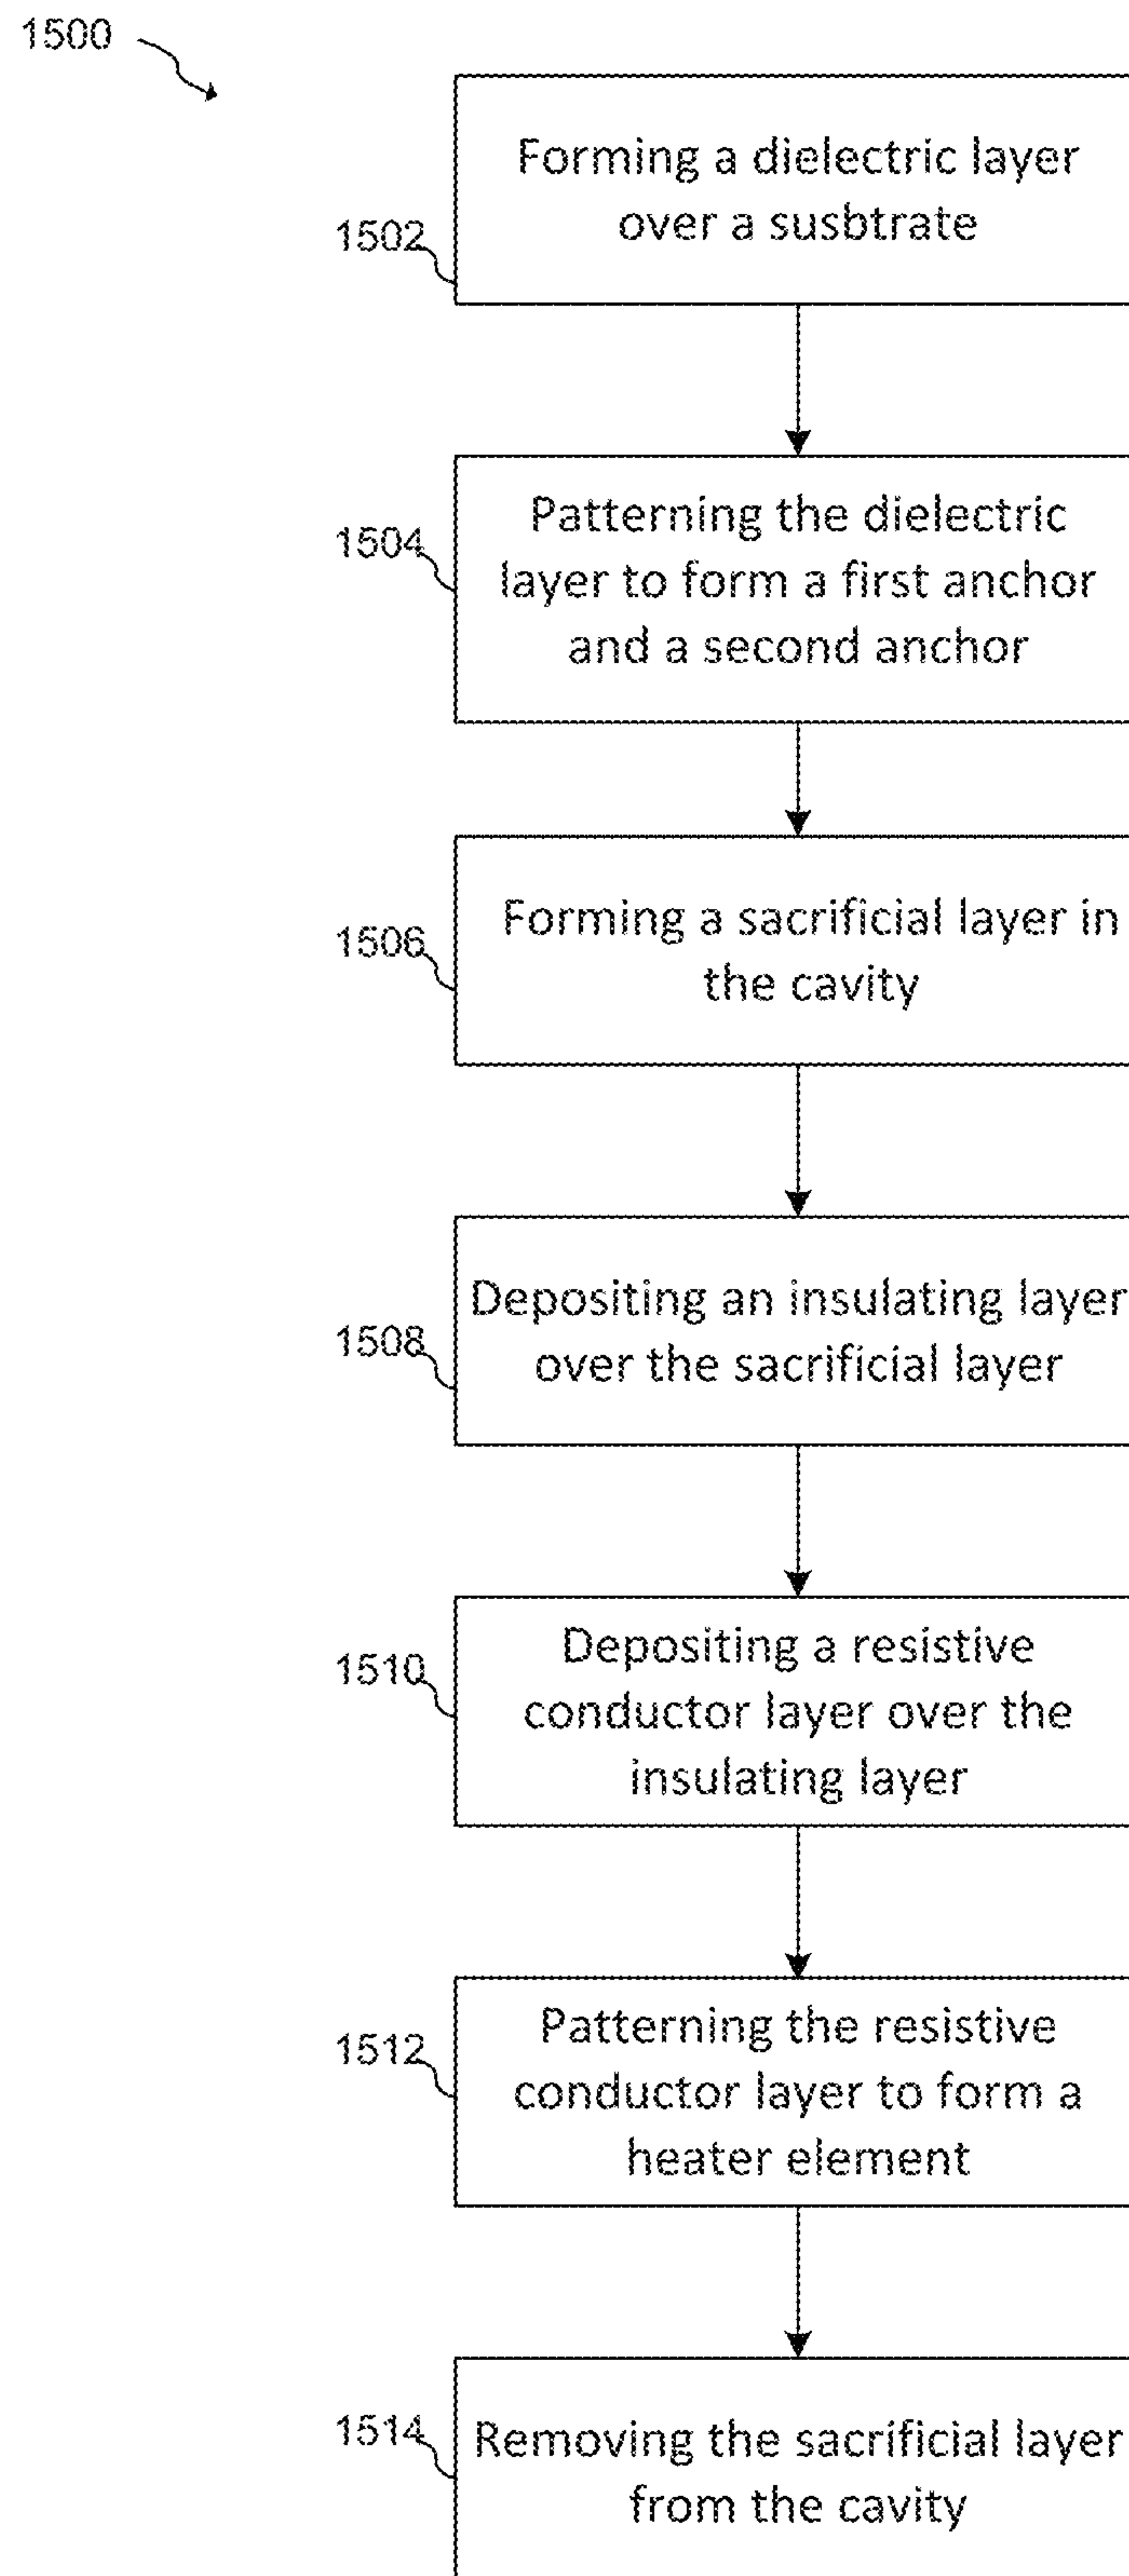 1500
Forming a dielectric layer
over a susbtrate
1502
Patterning the dielectric
layer to form a first anchor
and a second anchor
1504
Forming a sacrificial layer in
the cavity
1506
Depositing an insulating layer
over the sacrificial layer
1508
Depositing a resistive
conductor layer over the
insulating layer
1510
Patterning the resistive
conductor layer to form a
heater element
1512
Removing the sacrificial layer
from the cavity
1514